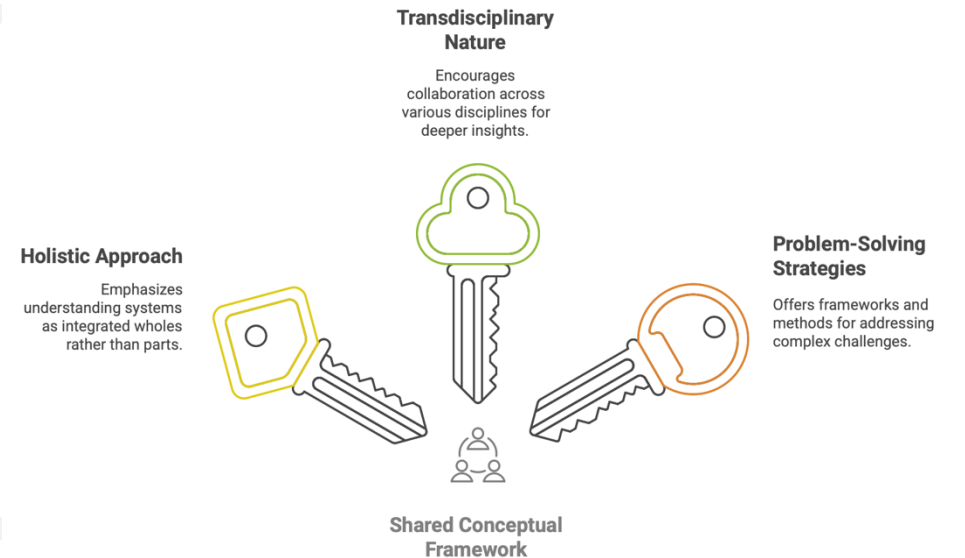 Transdisciplinary
Nature
Encourages
collaboration across
various disciplines for
deeper insights.
Holistic Approach
Emphasizes
understanding systems
as integrated wholes
rather than parts.
Problem-Solving
Strategies
Offers frameworks and
methods for addressing
complex challenges.
Shared Conceptual
Framework